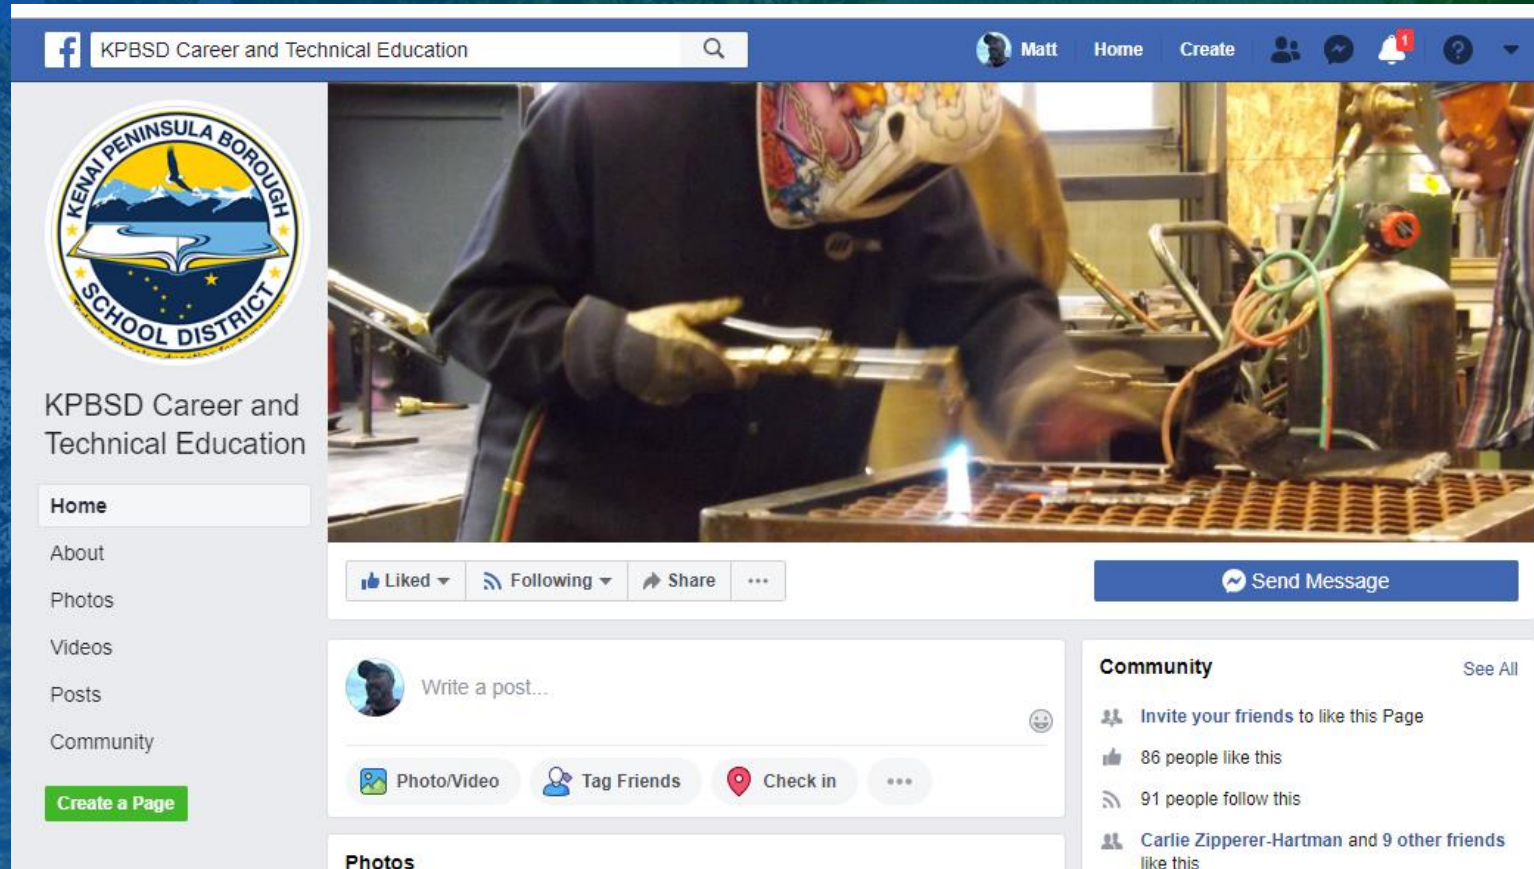 KPBSD Career and Technical Education
Matt
Home
Create
1
KENAI PENINSULA BOROUGH
SCHOOL DISTRICT
KPBSD Career and
Technical Education
Home
About
Photos
Videos
Posts
Community
Create a Page
Liked
Following
Share
Send Message
Write a post...
Photo/Video
Tag Friends
Check in
Photos
Community
See All
Invite your friends to like this Page
86 people like this
91 people follow this
Carlie Zipperer-Hartman and 9 other friends
like this